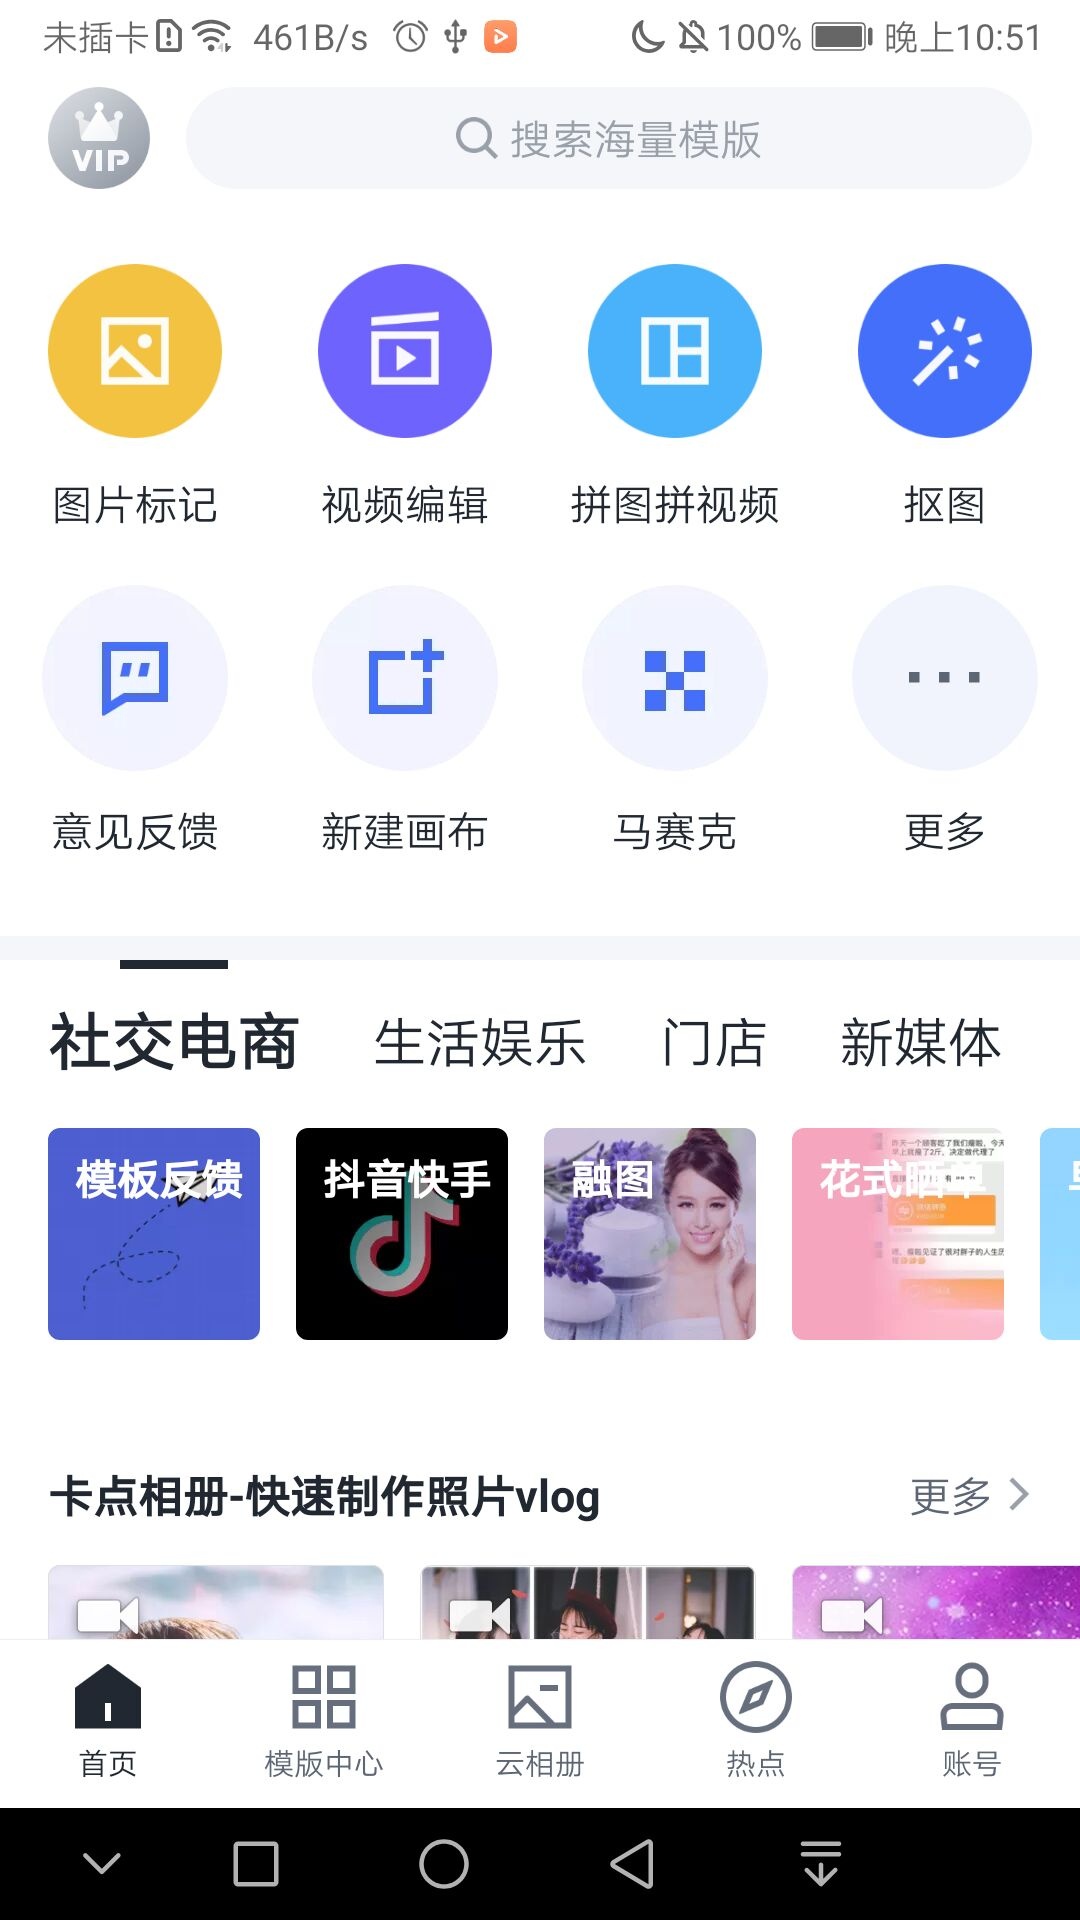 未插卡 461B/s 100% 晚上10:51
VIP 搜索海量模版
图片标记 视频编辑 拼图拼视频 抠图
意见反馈 新建画布 马赛克 更多
社交电商 生活娱乐 门店 新媒体
模板反馈 抖音快手 融图 花式晒单
卡点相册-快速制作照片vlog 更多
首页 模版中心 云相册 热点 账号